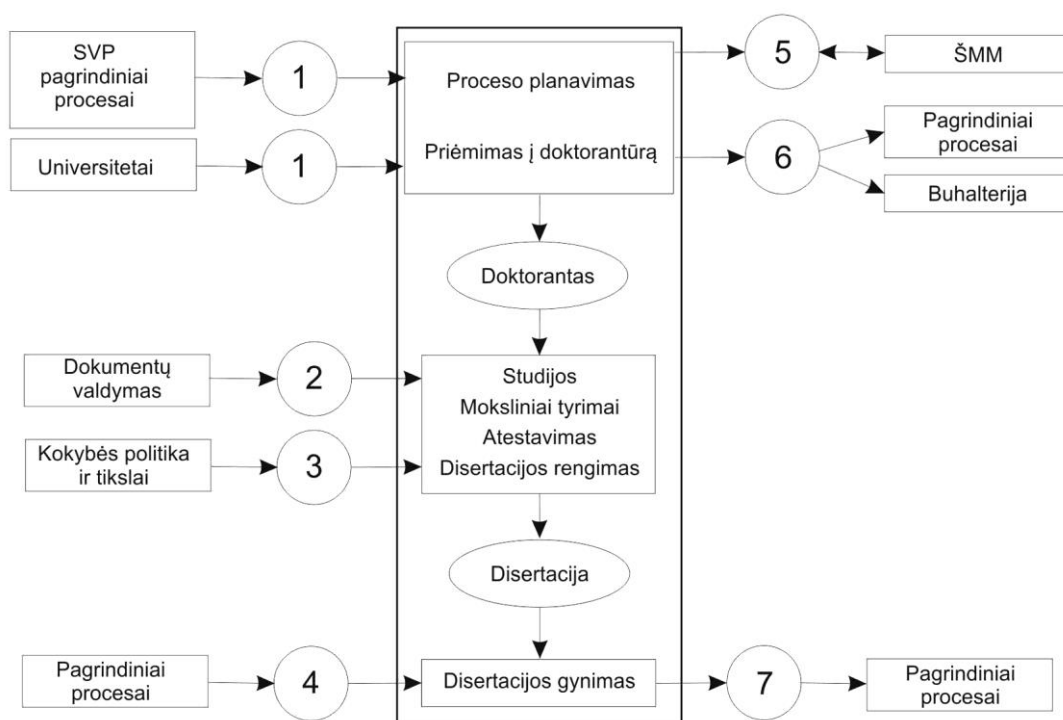 SVP
pagrindiniai
procesai
1
Proceso planavimas
5
ŠMM
Universitetai
1
Priėmimas į doktorantūrą
6
Pagrindiniai
procesai
Buhalterija
Doktorantas
Dokumentų
valdymas
2
Studijos
Moksliniai tyrimai
Atestavimas
Disertacijos rengimas
Kokybės politika
ir tikslai
3
Disertacija
Pagrindiniai
procesai
4
Disertacijos gynimas
7
Pagrindiniai
procesai